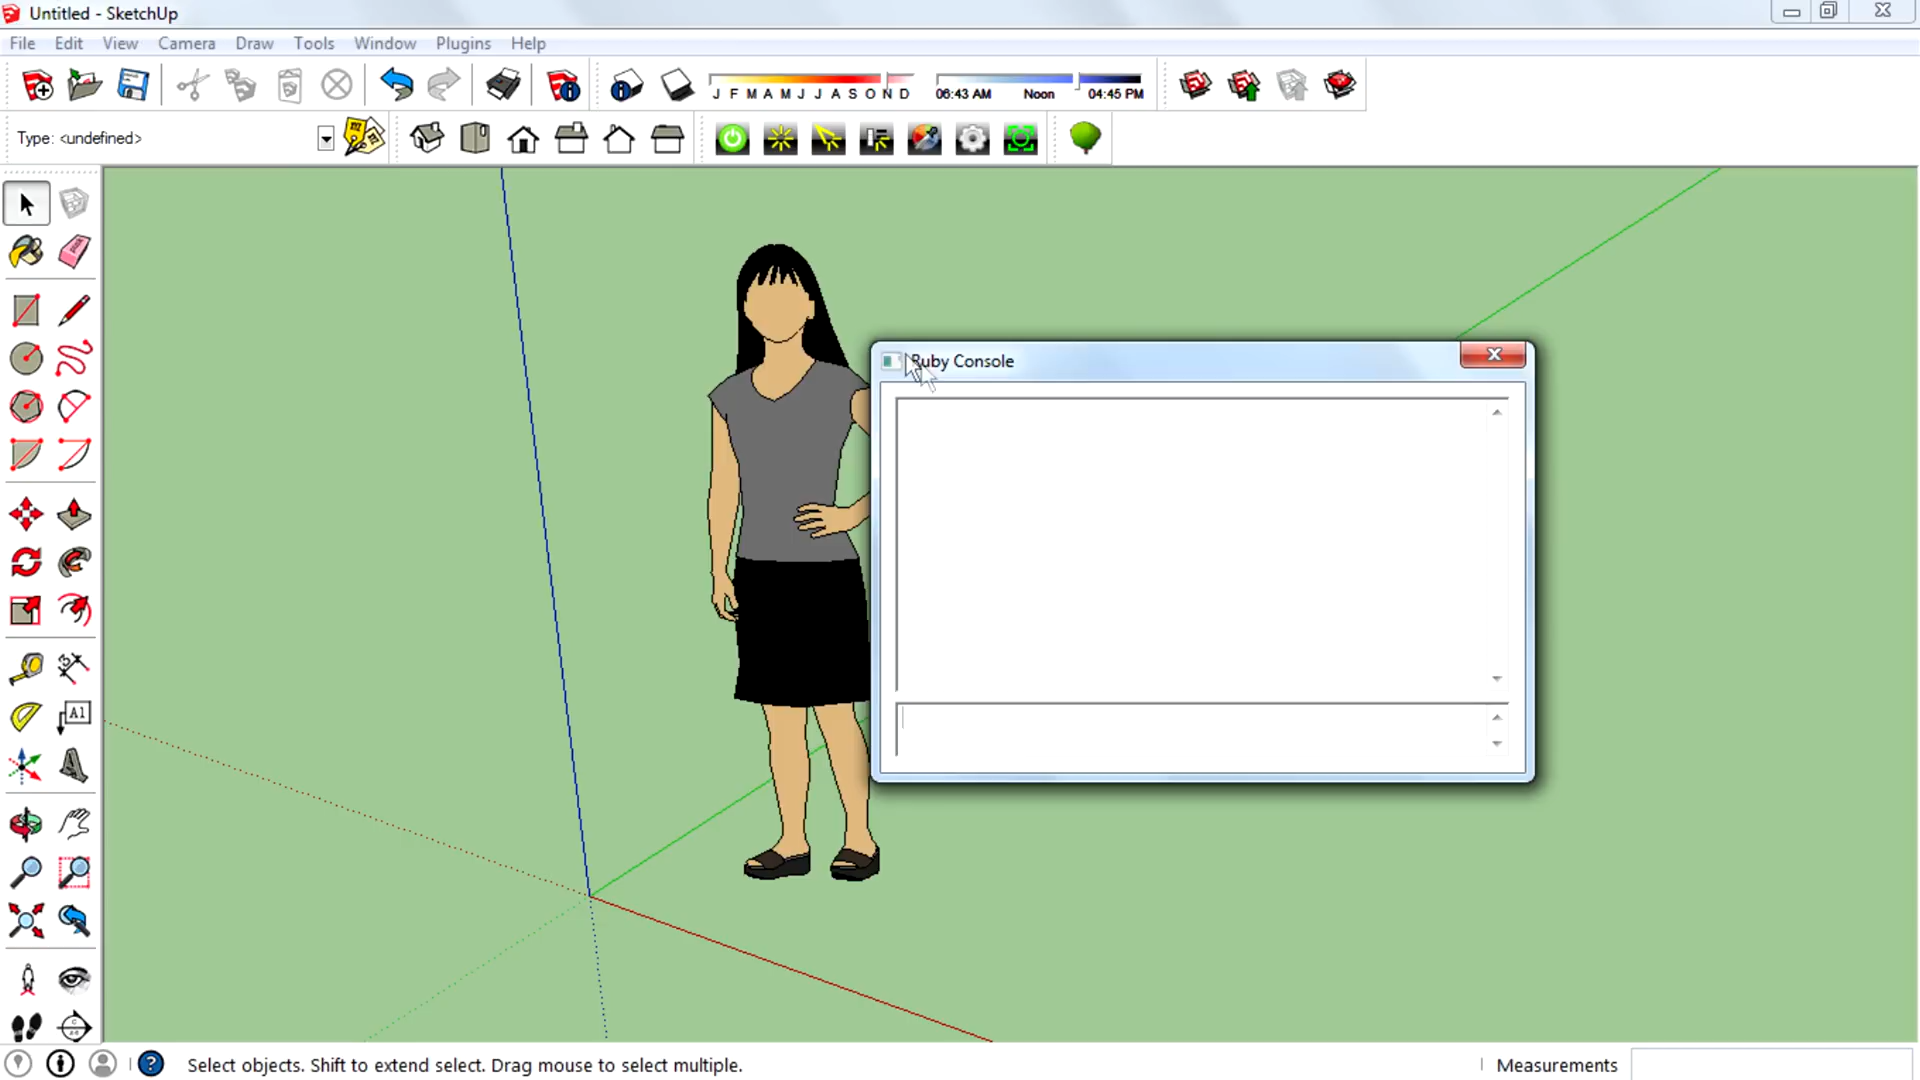 Untitled - SketchUp
File Edit View Camera Draw Tools Window Plugins Help
J F M A M J J A S O N D 06:43 AM Noon 04:45 PM
Type: <undefined>
Ruby Console
A1
Select objects. Shift to extend select. Drag mouse to select multiple. Measurements